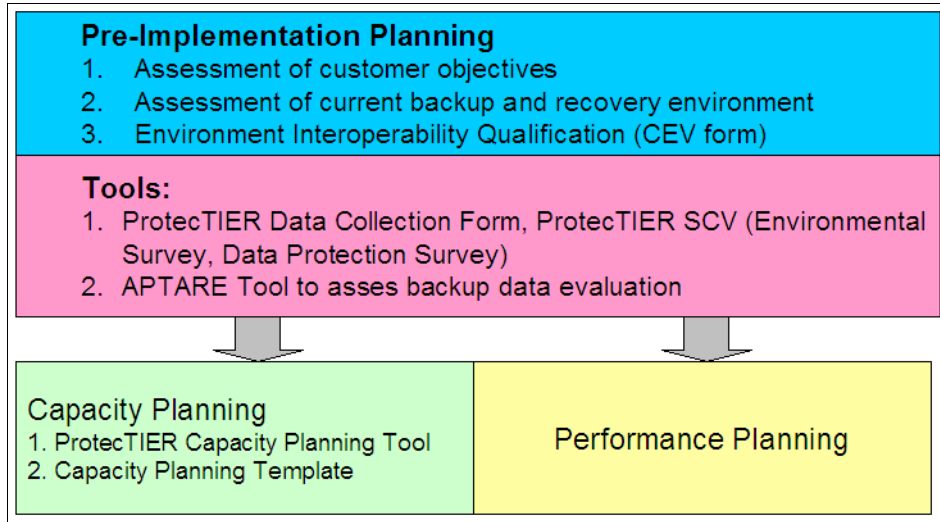 Pre-Implementation Planning
1. Assessment of customer objectives
2. Assessment of current backup and recovery environment
3. Environment Interoperability Qualification (CEV form)
Tools:
1. ProtecTIER Data Collection Form, ProtecTIER SCV (Environmental
Survey, Data Protection Survey)
2. APTARE Tool to asses backup data evaluation
Capacity Planning
1. ProtecTIER Capacity Planning Tool
2. Capacity Planning Template
Performance Planning